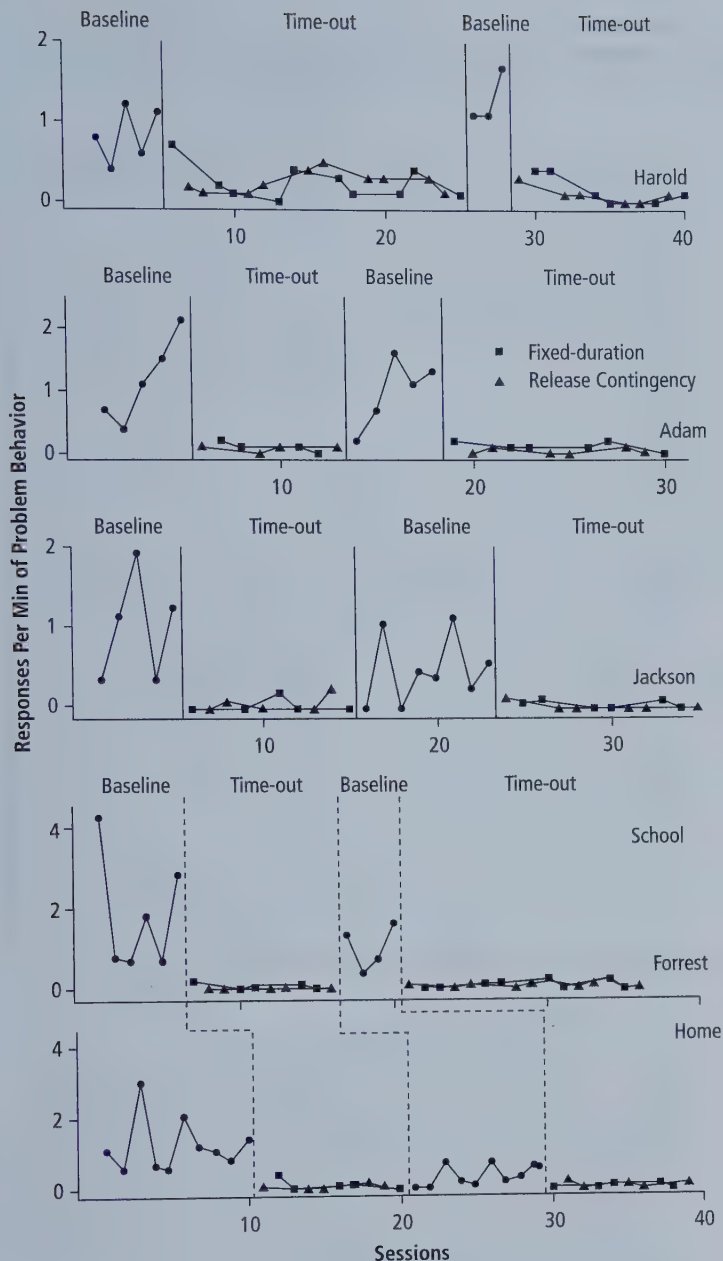 Baseline Time-out Baseline Time-out
2
1
0
Harold
10 20 30 40
Baseline Time-out Baseline Time-out
2
1
0
Fixed-duration
Release Contingency
Adam
10 20 30
Responses Per Min of Problem Behavior
Baseline Time-out Baseline Time-out
2
1
0
Jackson
10 20 30
Baseline Time-out Baseline Time-out
4
2
0
School
Forrest
Home
4
2
0
10 20 30 40
Sessions